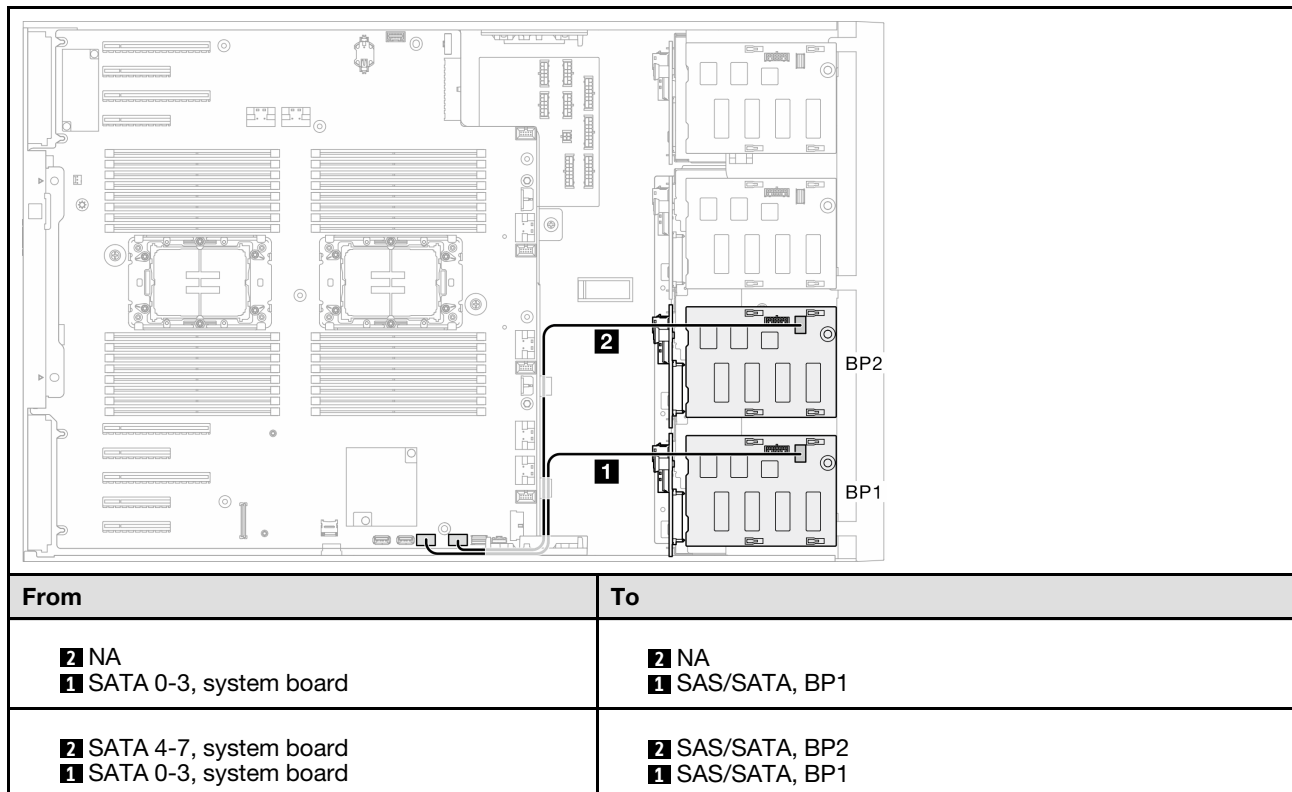 2
BP2
1
BP1
From To
2 NA 2 NA
1 SATA 0-3, system board 1 SAS/SATA, BP1
2 SATA 4-7, system board 2 SAS/SATA, BP2
1 SATA 0-3, system board 1 SAS/SATA, BP1